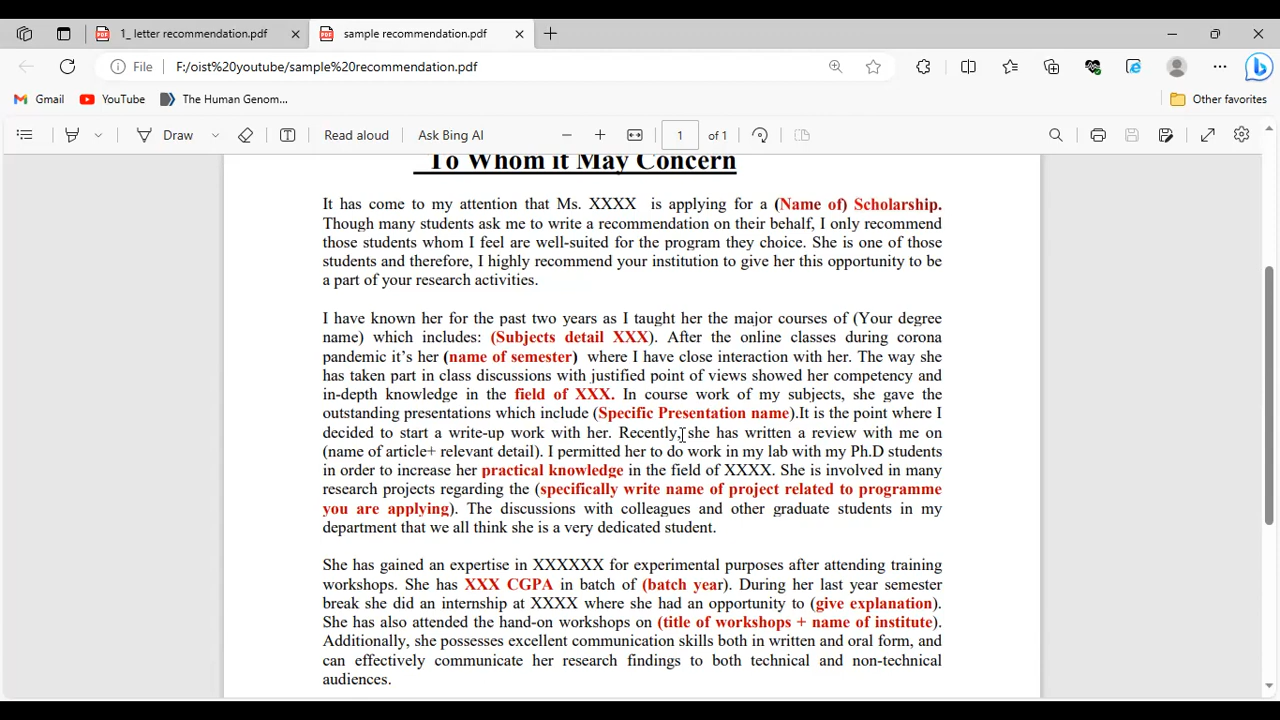 1_ letter recommendation.pdf
sample recommendation.pdf
File
F:/oist%20youtube/sample%20recommendation.pdf
Gmail
YouTube
The Human Genom...
Other favorites
Draw
Read aloud
Ask Bing AI
1
of 1
To Whom it May Concern
It has come to my attention that Ms. XXXX is applying for a (Name of) Scholarship.
Though many students ask me to write a recommendation on their behalf, I only recommend
those students whom I feel are well-suited for the program they choice. She is one of those
students and therefore, I highly recommend your institution to give her this opportunity to be
a part of your research activities.
I have known her for the past two years as I taught her the major courses of (Your degree
name) which includes: (Subjects detail XXX). After the online classes during corona
pandemic it’s her (name of semester) where I have close interaction with her. The way she
has taken part in class discussions with justified point of views showed her competency and
in-depth knowledge in the field of XXX. In course work of my subjects, she gave the
outstanding presentations which include (Specific Presentation name).It is the point where I
decided to start a write-up work with her. Recently, she has written a review with me on
(name of article+ relevant detail). I permitted her to do work in my lab with my Ph.D students
in order to increase her practical knowledge in the field of XXXX. She is involved in many
research projects regarding the (specifically write name of project related to programme
you are applying). The discussions with colleagues and other graduate students in my
department that we all think she is a very dedicated student.
She has gained an expertise in XXXXXX for experimental purposes after attending training
workshops. She has XXX CGPA in batch of (batch year). During her last year semester
break she did an internship at XXXX where she had an opportunity to (give explanation).
She has also attended the hand-on workshops on (title of workshops + name of institute).
Additionally, she possesses excellent communication skills both in written and oral form, and
can effectively communicate her research findings to both technical and non-technical
audiences.